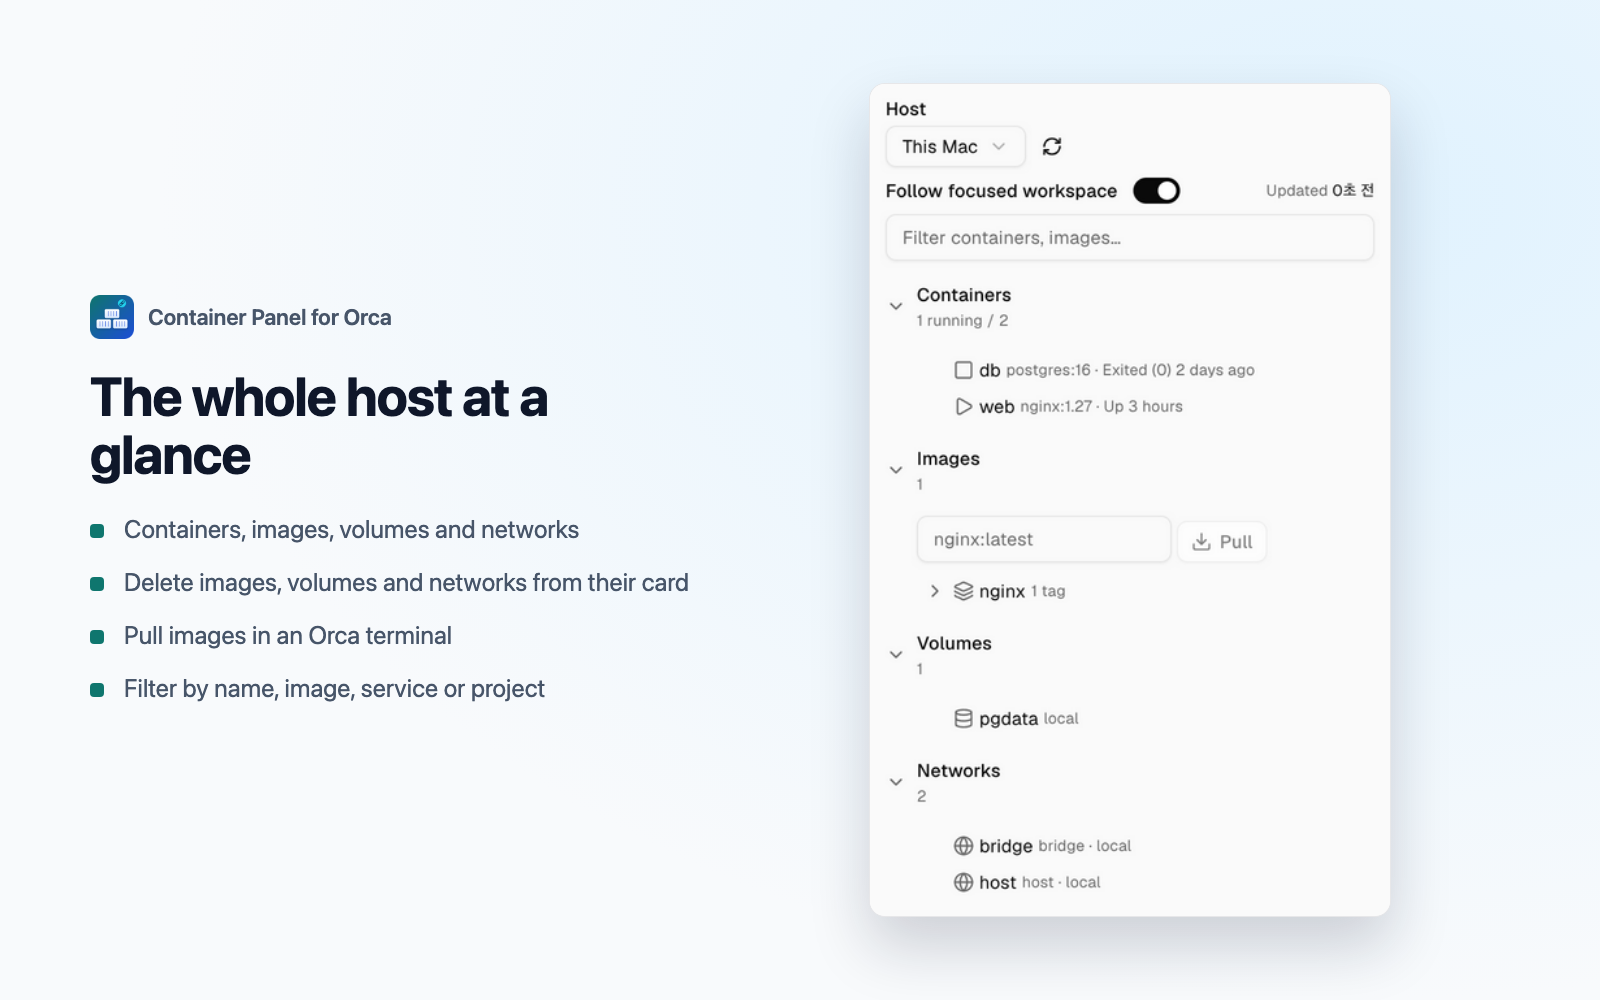 Container Panel for Orca
The whole host at a
glance
Containers, images, volumes and networks
Delete images, volumes and networks from their card
Pull images in an Orca terminal
Filter by name, image, service or project
Host
This Mac
Follow focused workspace
Updated 0초 전
Filter containers, images...
Containers
1 running / 2
db postgres:16 · Exited (0) 2 days ago
web nginx:1.27 · Up 3 hours
Images
1
nginx:latest
Pull
nginx 1 tag
Volumes
1
pgdata local
Networks
2
bridge bridge · local
host host · local